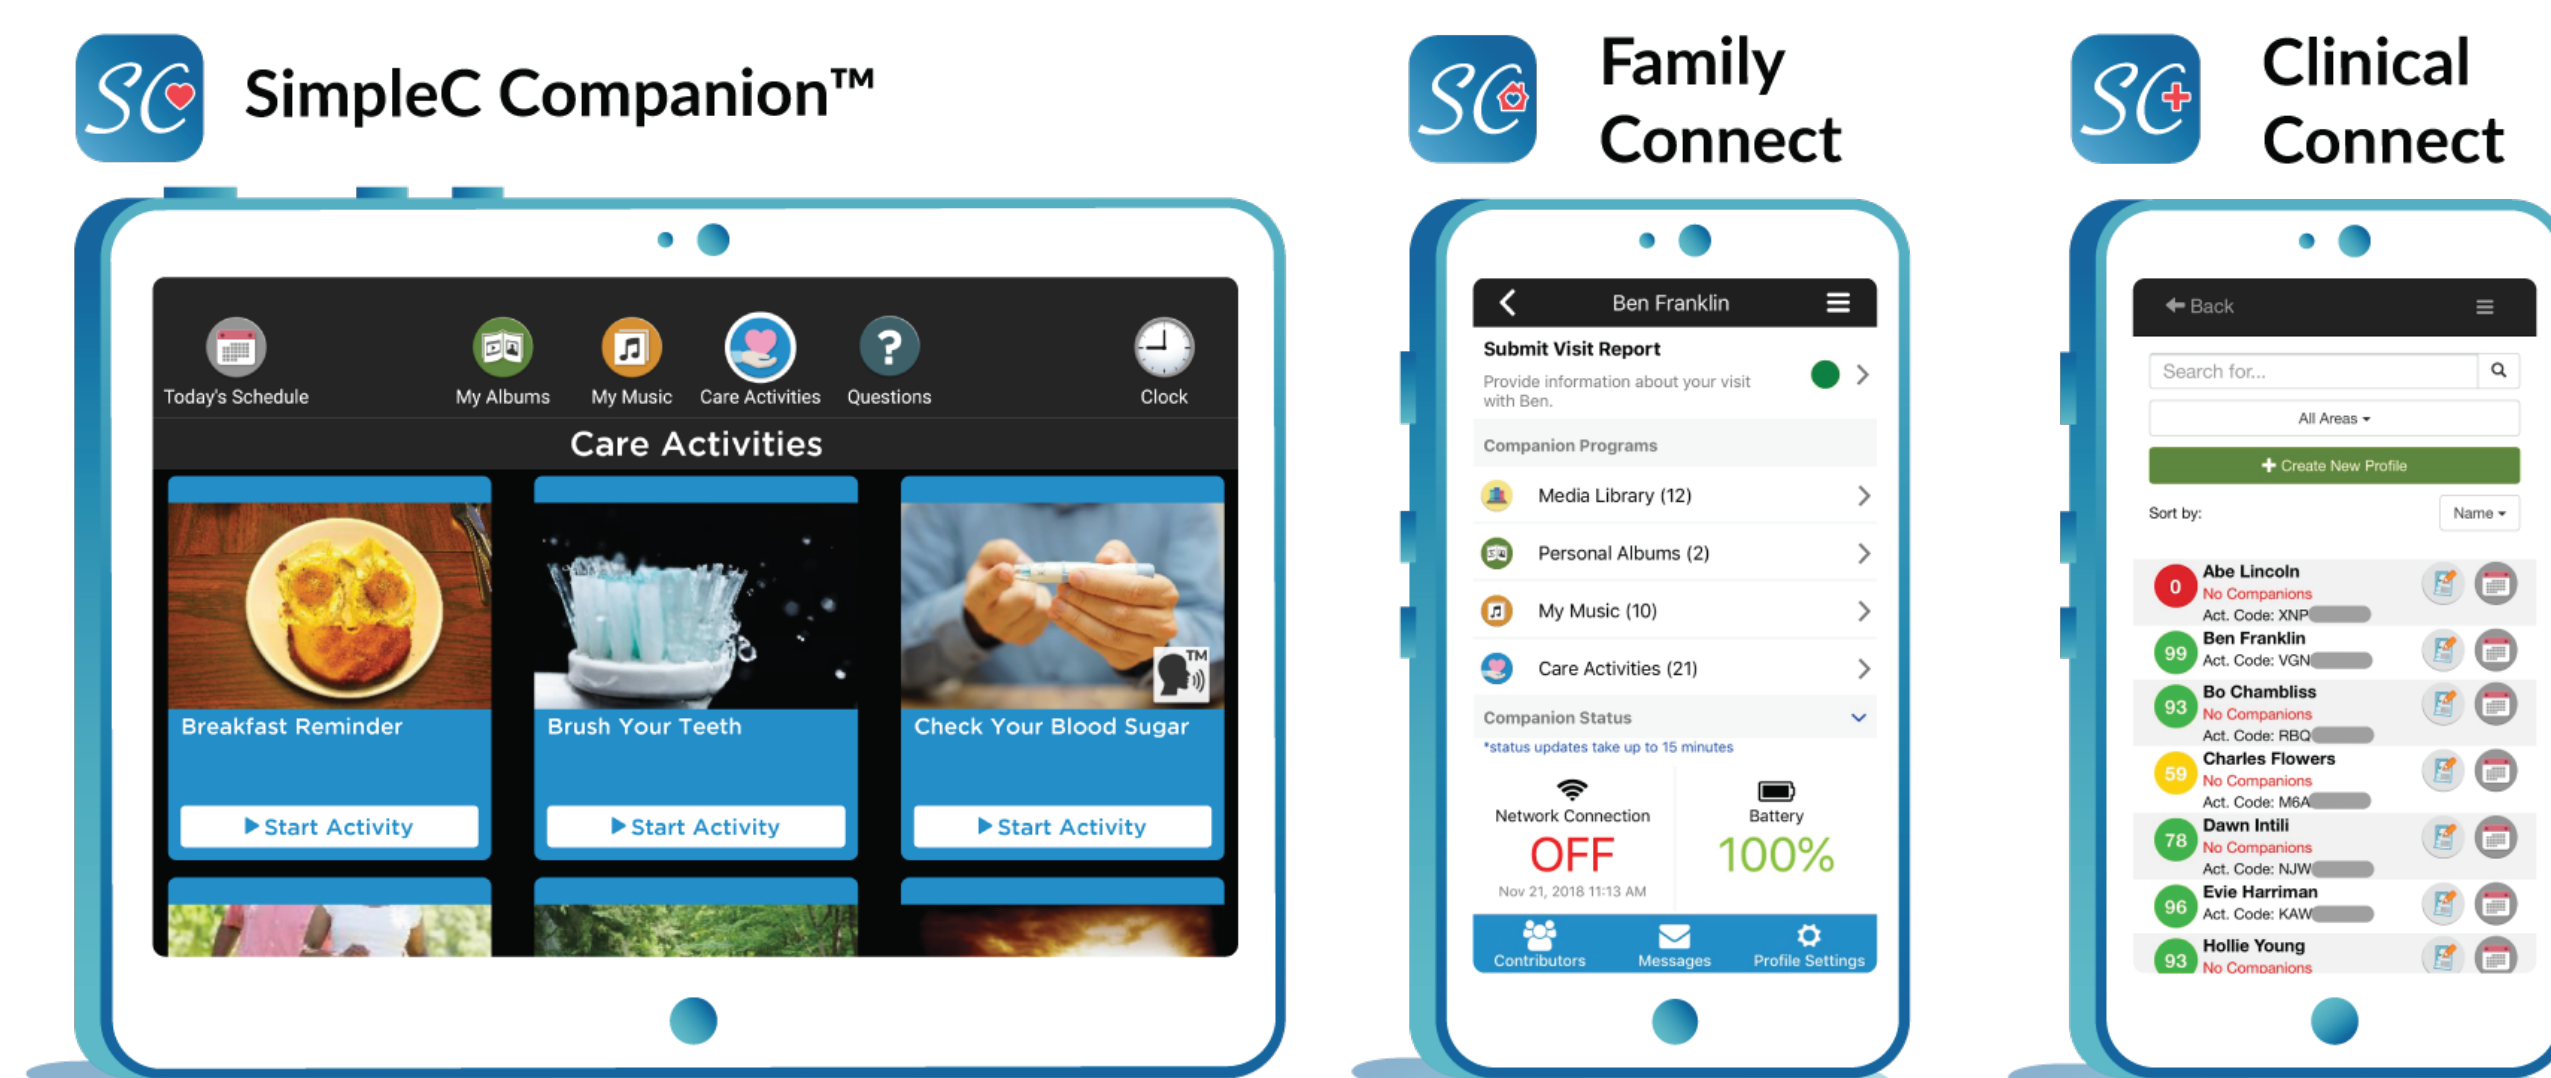 SC
SimpleC Companion™
Today's Schedule
My Albums
My Music
Care Activities
?
Questions
Clock
Care Activities
Breakfast Reminder
Start Activity
Brush Your Teeth
Start Activity
TM
Check Your Blood Sugar
Start Activity
SC
Family
Connect
Ben Franklin
Submit Visit Report
Provide information about your visit
with Ben.
Companion Programs
Media Library (12)
Personal Albums (2)
My Music (10)
Care Activities (21)
Companion Status
*status updates take up to 15 minutes
Network Connection
OFF
Nov 21, 2018 11:13 AM
Battery
100%
Contributors
Messages
Profile Settings
SC
Clinical
Connect
Back
Search for...
All Areas
+ Create New Profile
Sort by:
Name
0
Abe Lincoln
No Companions
Act. Code: XNP
99
Ben Franklin
Act. Code: VGN
93
Bo Chambliss
No Companions
Act. Code: RBQ
59
Charles Flowers
No Companions
Act. Code: M6A
78
Dawn Intili
No Companions
Act. Code: NJW
96
Evie Harriman
Act. Code: KAW
93
Hollie Young
No Companions